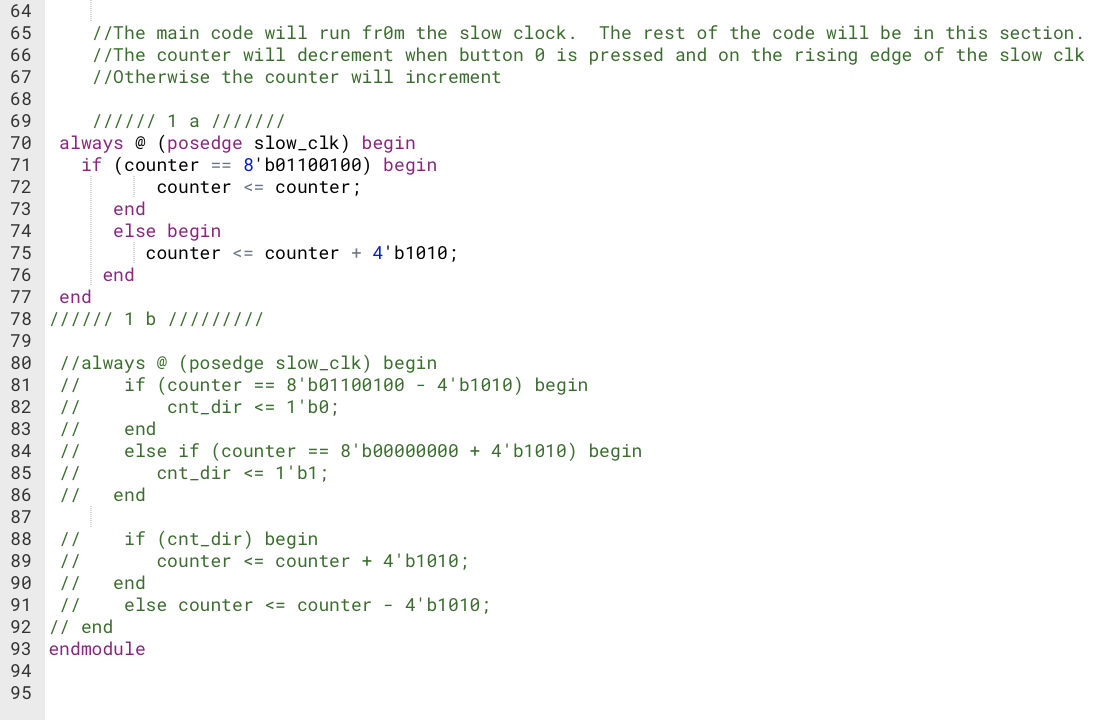 64
65 //The main code will run fr0m the slow clock.  The rest of the code will be in this section.
66 //The counter will decrement when button 0 is pressed and on the rising edge of the slow clk
67 //Otherwise the counter will increment
68
69 ////// 1 a ///////
70 always @ (posedge slow_clk) begin
71 if (counter == 8'b01100100) begin
72 counter <= counter;
73 end
74 else begin
75 counter <= counter + 4'b1010;
76 end
77 end
78 ////// 1 b /////////
79
80 //always @ (posedge slow_clk) begin
81 //    if (counter == 8'b01100100 - 4'b1010) begin
82 //        cnt_dir <= 1'b0;
83 //    end
84 //    else if (counter == 8'b00000000 + 4'b1010) begin
85 //       cnt_dir <= 1'b1;
86 //   end
87
88 //    if (cnt_dir) begin
89 //       counter <= counter + 4'b1010;
90 //   end
91 //    else counter <= counter - 4'b1010;
92 // end
93 endmodule
94
95